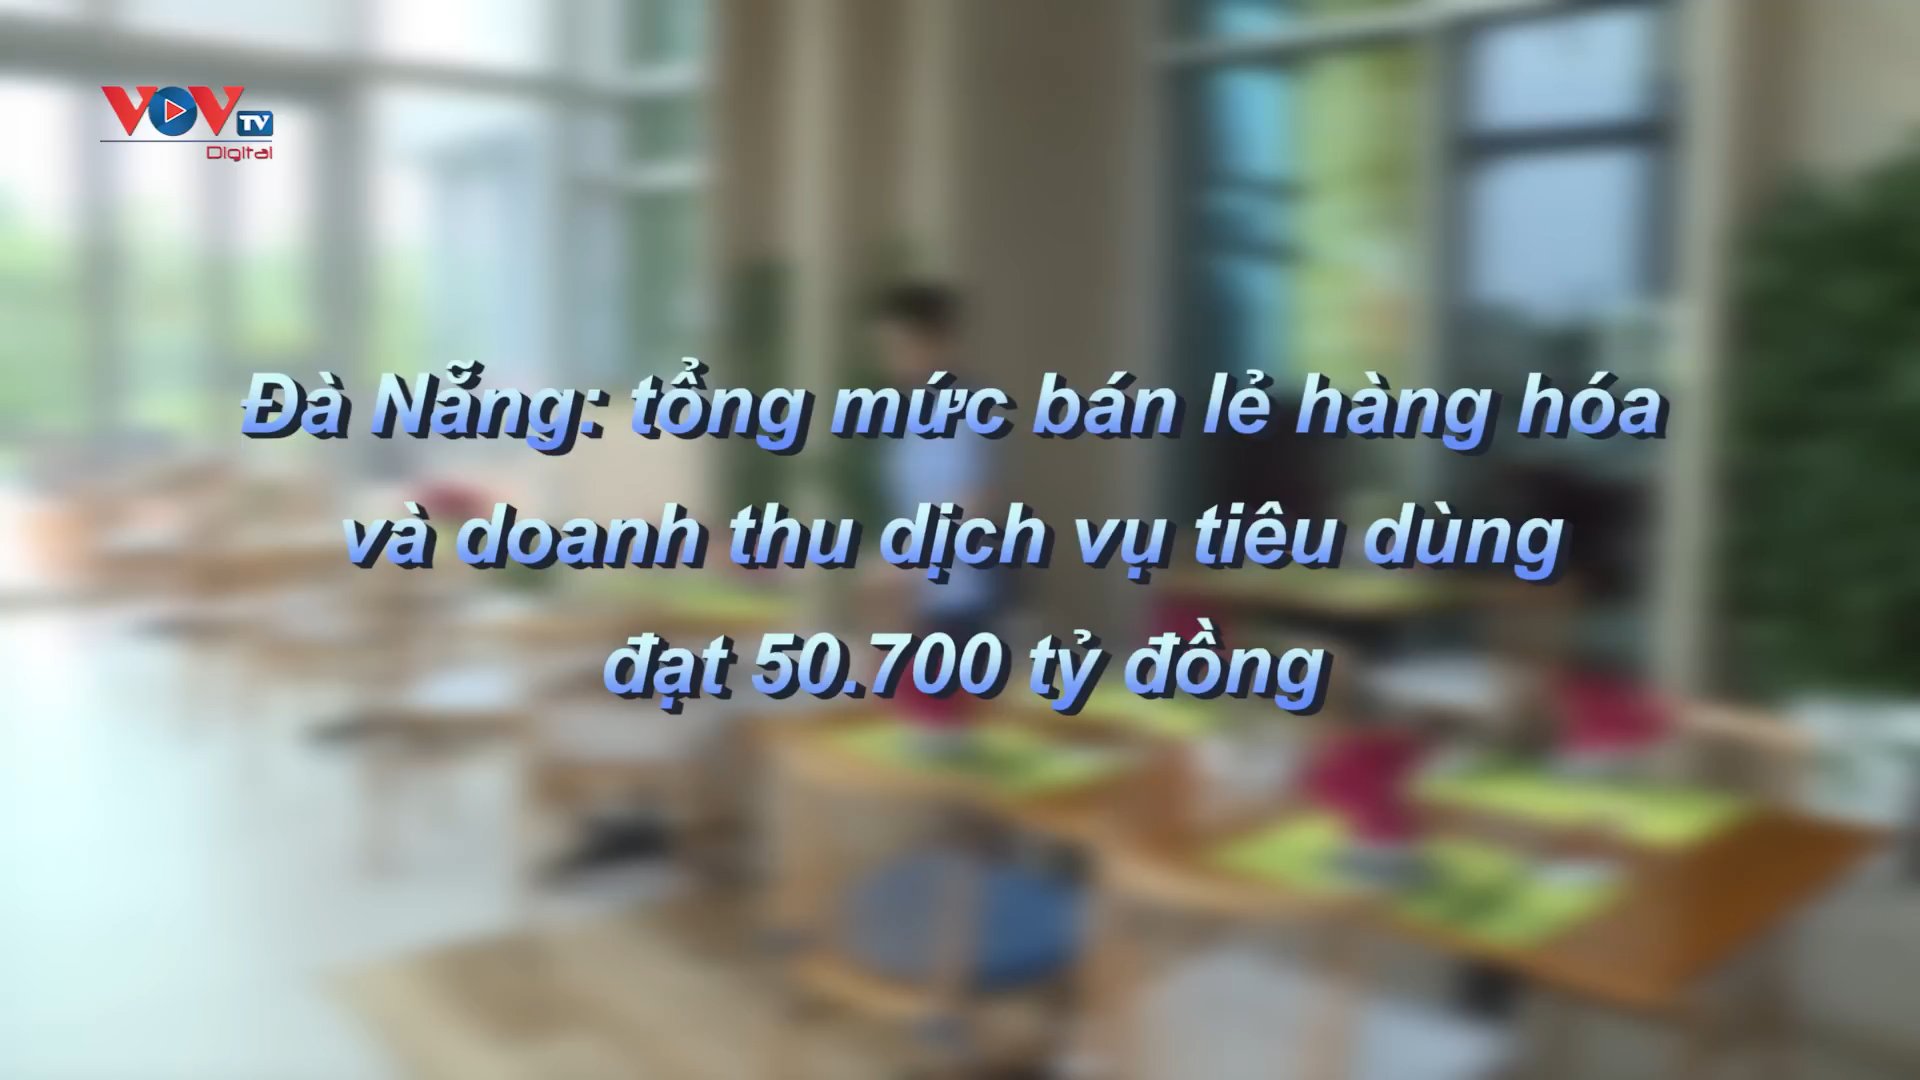 VOV TV
Digital
Đà Nẵng: tổng mức bán lẻ hàng hóa
và doanh thu dịch vụ tiêu dùng
đạt 50.700 tỷ đồng